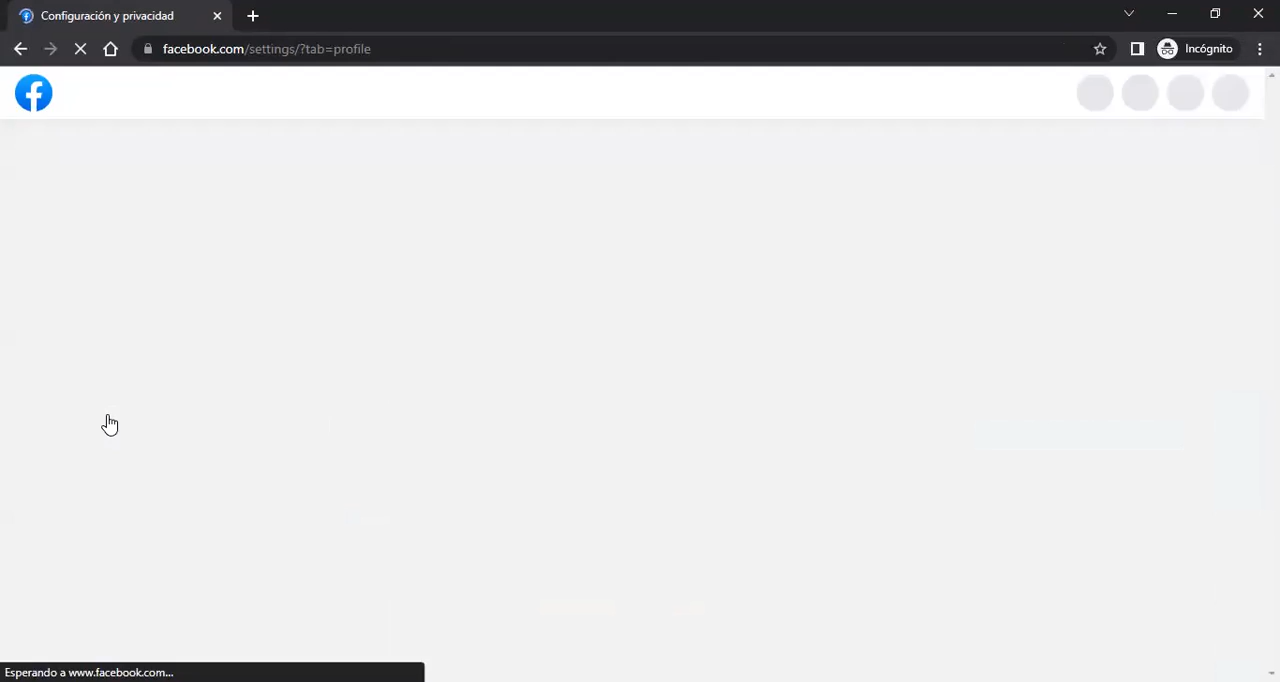 Configuración y privacidad
facebook.com/settings/?tab=profile
Incógnito
Esperando a www.facebook.com...